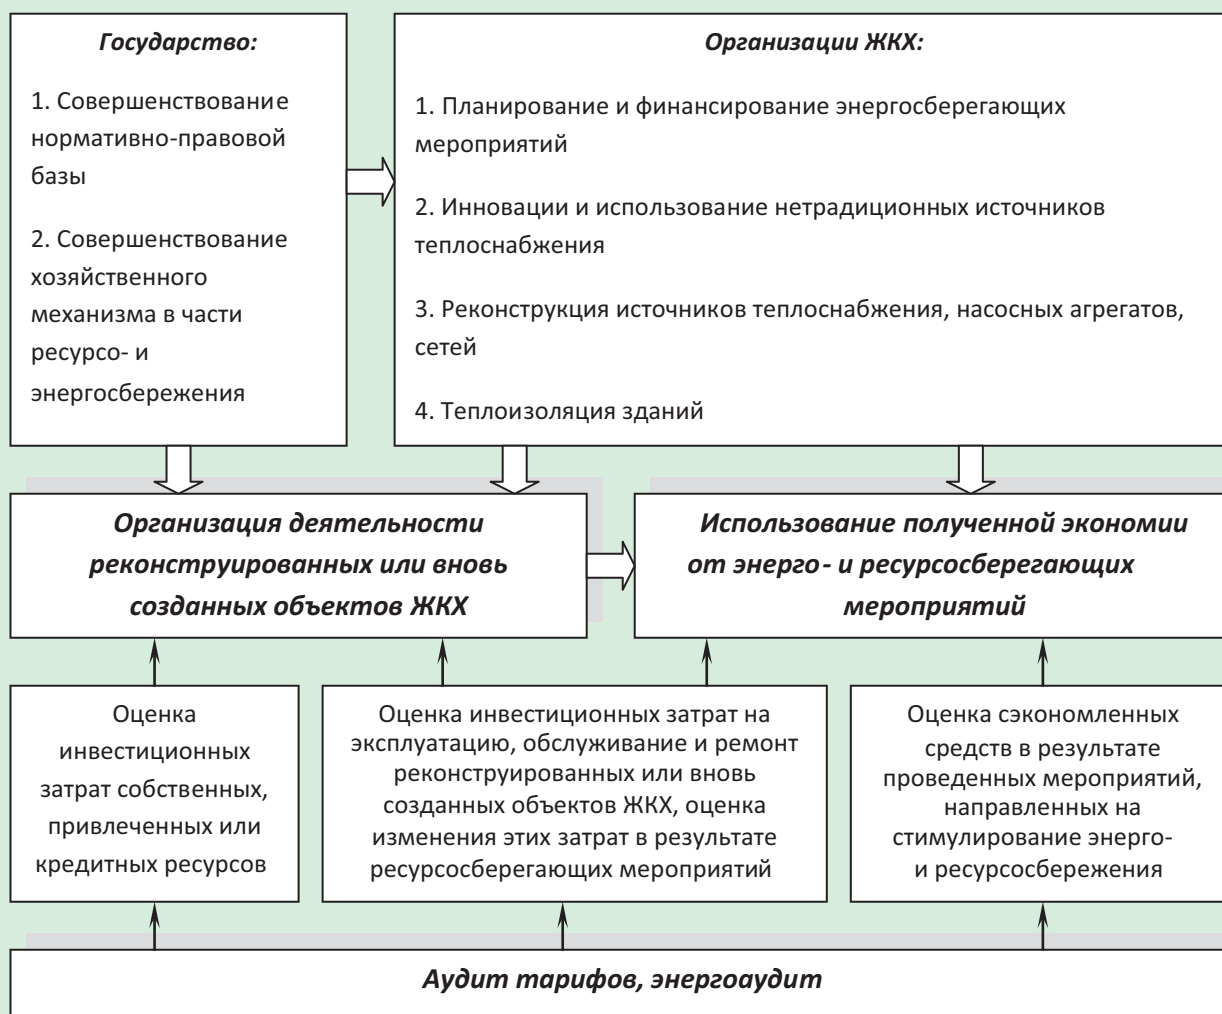 Государство:
1. Совершенствование
нормативно-правовой
базы
2. Совершенствование
хозяйственного
механизма в части
ресурсо- и
энергосбережения
Организации ЖКХ:
1. Планирование и финансирование энергосберегающих
мероприятий
2. Инновации и использование нетрадиционных источников
теплоснабжения
3. Реконструкция источников теплоснабжения, насосных агрегатов,
сетей
4. Теплоизоляция зданий
Организация деятельности
реконструированных или вновь
созданных объектов ЖКХ
Использование полученной экономии
от энерго- и ресурсосберегающих
мероприятий
Оценка
инвестиционных
затрат собственных,
привлеченных или
кредитных ресурсов
Оценка инвестиционных затрат на
эксплуатацию, обслуживание и ремонт
реконструированных или вновь
созданных объектов ЖКХ, оценка
изменения этих затрат в результате
ресурсосберегающих мероприятий
Оценка сэкономленных
средств в результате
проведенных мероприятий,
направленных на
стимулирование энерго-
и ресурсосбережения
Аудит тарифов, энергоаудит